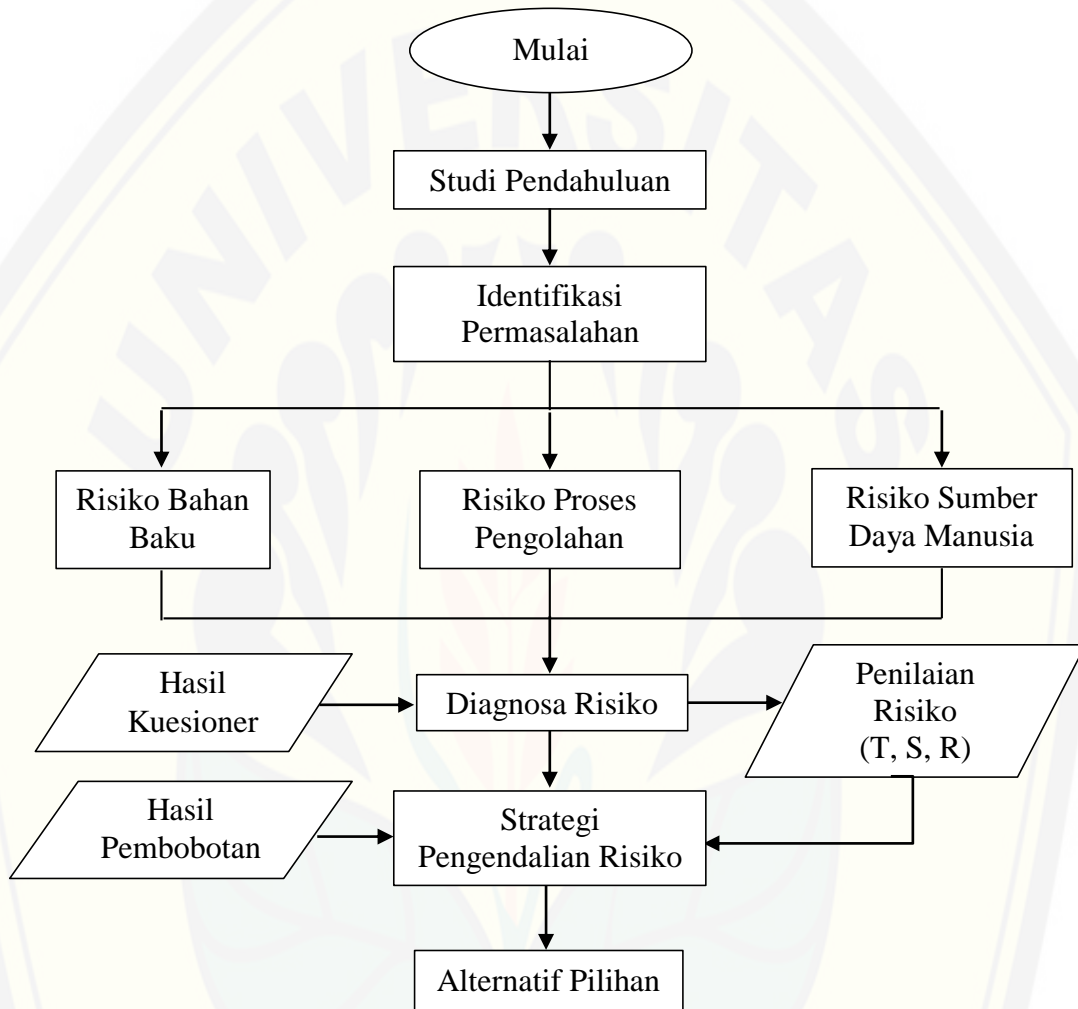 UNIVERSITAS
Mulai
Studi Pendahuluan
Identifikasi
Permasalahan
Risiko Bahan
Baku
Risiko Proses
Pengolahan
Risiko Sumber
Daya Manusia
Hasil
Kuesioner
Diagnosa Risiko
Penilaian
Risiko
(T, S, R)
Hasil
Pembobotan
Strategi
Pengendalian Risiko
Alternatif Pilihan